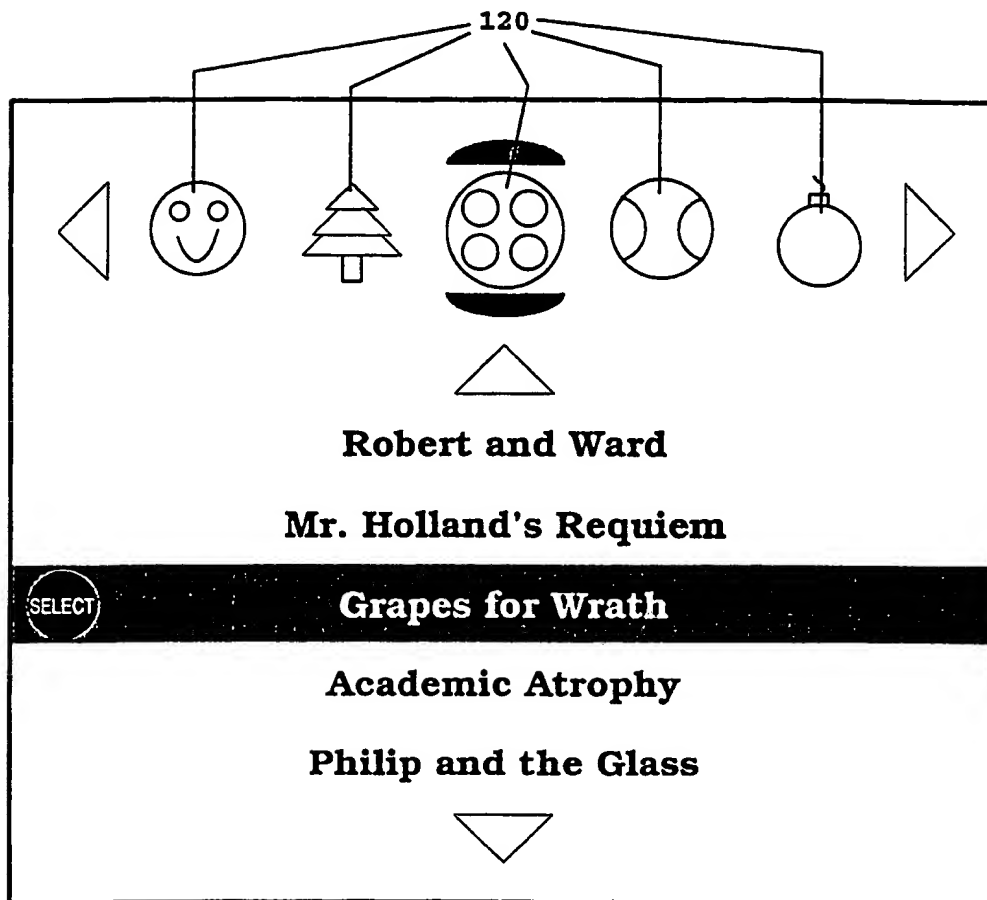 120
Robert and Ward
Mr. Holland's Requiem
SELECT Grapes for Wrath
Academic Atrophy
Philip and the Glass